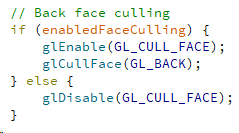 // Back face culling
if (enabledFaceCulling) {
    glEnable(GL_CULL_FACE);
    glCullFace(GL_BACK);
} else {
    glDisable(GL_CULL_FACE);
}